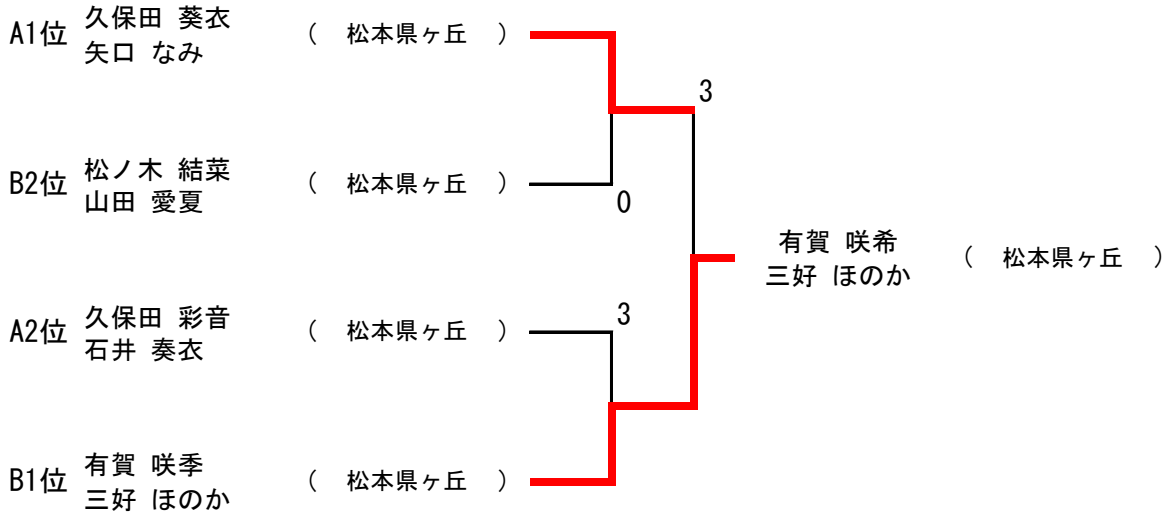 A1位 久保田 葵衣
矢口 なみ
( 松本県ヶ丘 )
3
B2位 松ノ木 結菜
山田 愛夏
( 松本県ヶ丘 )
0
有賀 咲希
三好 ほのか
( 松本県ヶ丘 )
A2位 久保田 彩音
石井 奏衣
( 松本県ヶ丘 )
3
B1位 有賀 咲季
三好 ほのか
( 松本県ヶ丘 )